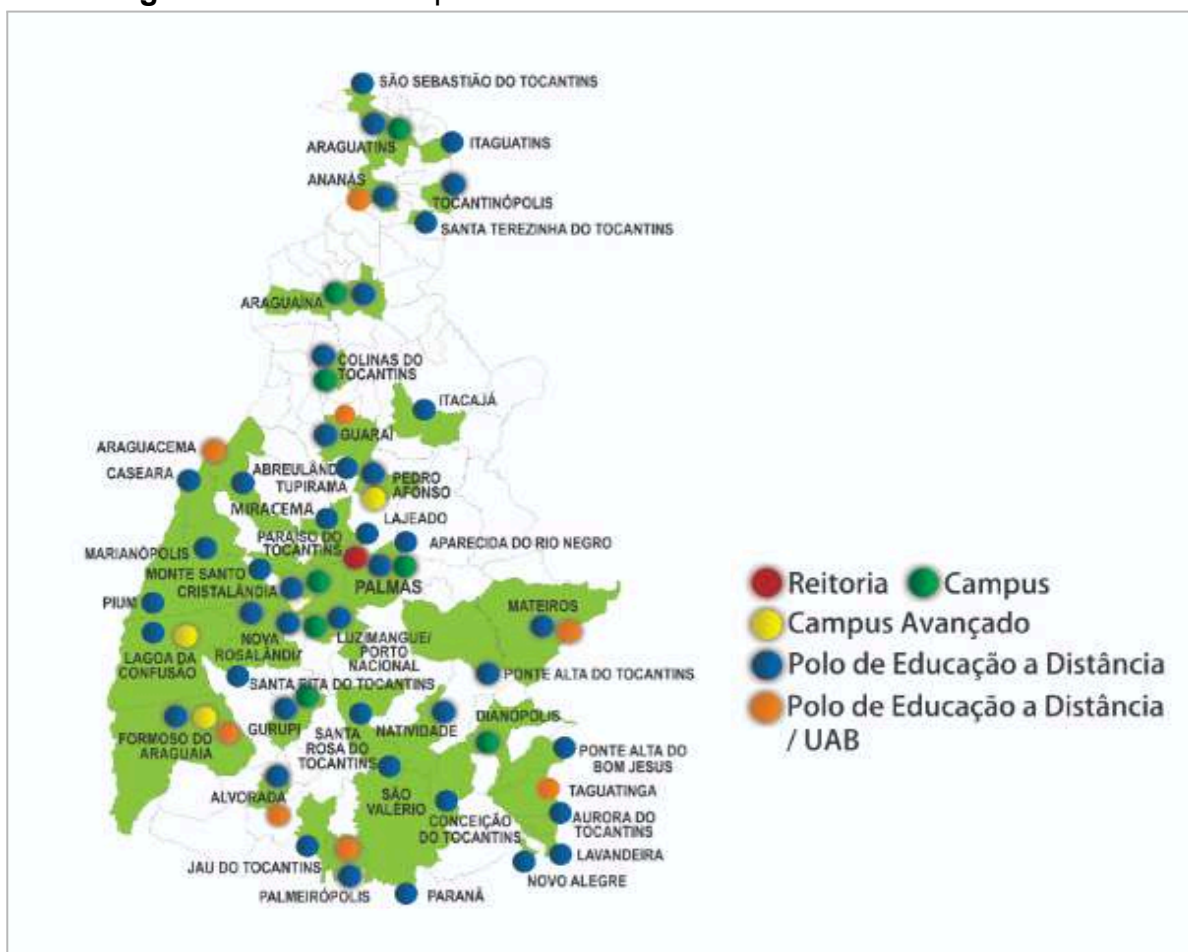 SÃO SEBASTIÃO DO TOCANTINS
ARAGUATINS
ITAGUATINS
ANANÁS
TOCANTINÓPOLIS
SANTA TEREZINHA DO TOCANTINS
ARAGUAÍNA
COLINAS DO
TOCANTINS
ITACAJÁ
GUARAÍ
ARAGUACEMA
CASEARA
ABREULÂND
TUPIRAMA
PEDRO
AFONSO
MIRACEMA
LAJEADO
PARAÍSO DO
TOCANTINS
APARECIDA DO RIO NEGRO
MARIANÓPOLIS
MONTE SANTO
CRISTALÂNDIA
PALMAS
PIUM
MATEIROS
NOVA
ROSALÂNDI
LUZIMANGUE/
PORTO
NACIONAL
LAGOA DA
CONFUSÃO
SANTA RITA DO TOCANTINS
PONTE ALTA DO TOCANTINS
GURUPI
SANTA
ROSA DO
TOCANTINS
NATIVIDADE
DIANÓPOLIS
FORMOSO DO
ARAGUAIA
PONTE ALTA DO
BOM JESUS
ALVORADA
SÃO
VALÉRIO
TAGUATINGA
CONCEIÇÃO
DO TOCANTINS
AURORA DO
TOCANTINS
JAU DO TOCANTINS
LAVANDEIRA
NOVO ALEGRE
PALMEIRÓPOLIS
PARANÃ
Reitoria
Campus
Campus Avançado
Polo de Educação a Distância
Polo de Educação a Distância
/ UAB